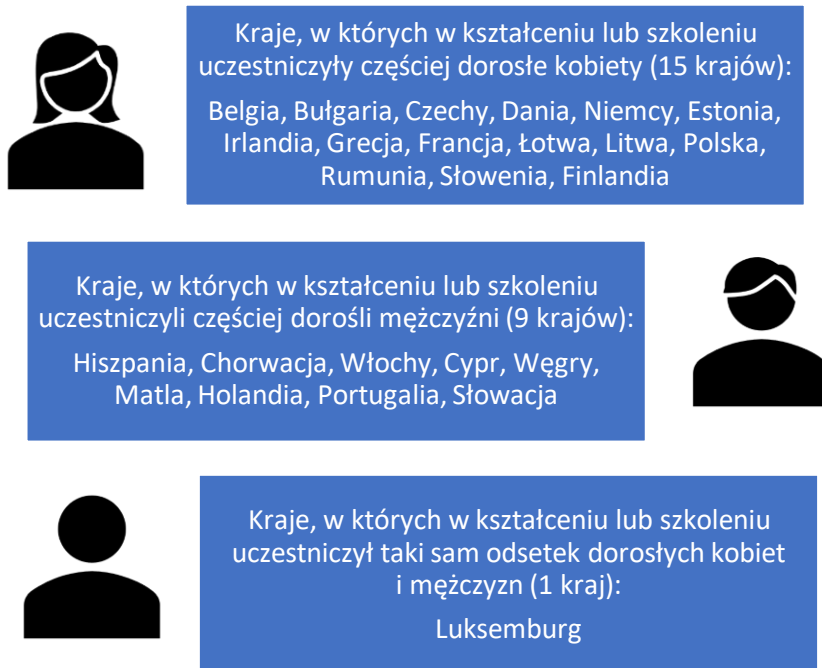 Kraje, w których w kształceniu lub szkoleniu
uczestniczyły częściej dorosłe kobiety (15 krajów):
Belgia, Bułgaria, Czechy, Dania, Niemcy, Estonia,
Irlandia, Grecja, Francja, Łotwa, Litwa, Polska,
Rumunia, Słowenia, Finlandia
Kraje, w których w kształceniu lub szkoleniu
uczestniczyli częściej dorośli mężczyźni (9 krajów):
Hiszpania, Chorwacja, Włochy, Cypr, Węgry,
Matla, Holandia, Portugalia, Słowacja
Kraje, w których w kształceniu lub szkoleniu
uczestniczył taki sam odsetek dorosłych kobiet
i mężczyzn (1 kraj):
Luksemburg